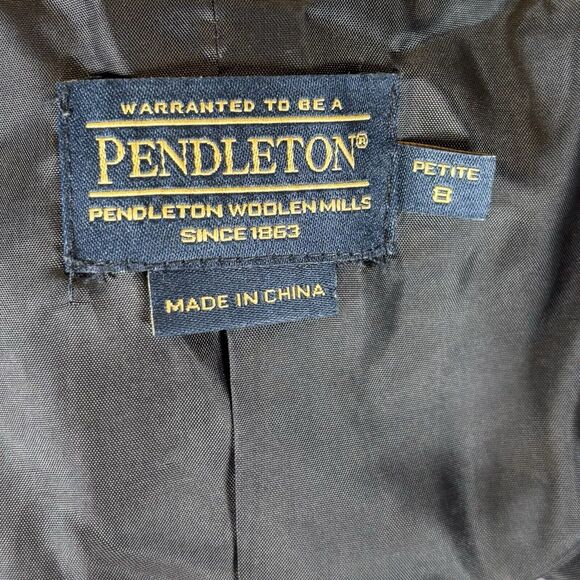 WARRANTED TO BE A
PENDLETON®
PENDLETON WOOLEN MILLS
SINCE 1863
PETITE
8
MADE IN CHINA